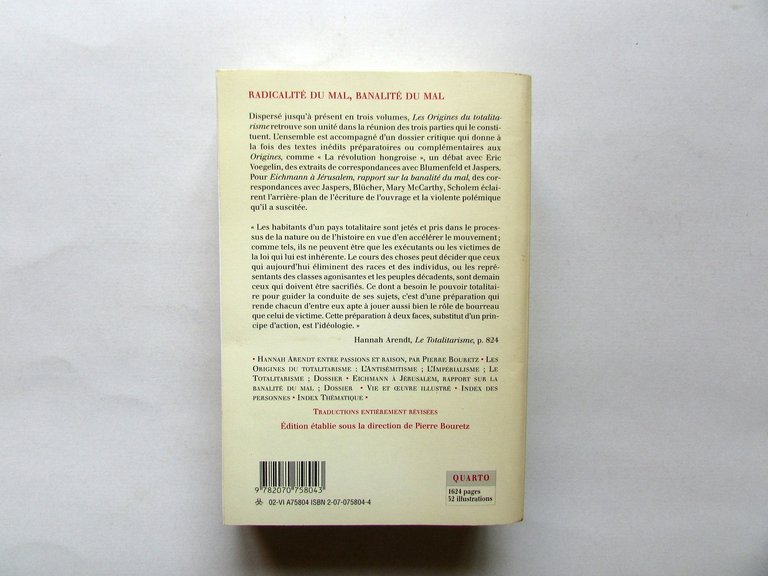 RADICALITÉ DU MAL, BANALITÉ DU MAL
Dispersé jusqu'à présent en trois volumes, Les Origines du totalita-
risme retrouve son unité dans la réunion des trois parties qui le consti-
tuent. L'ensemble est accompagné d'un dossier critique qui donne à
la fois des textes inédits préparatoires ou complémentaires aux
Origines, comme « La révolution hongroise », un débat avec Eric
Voegelin, des extraits de correspondances avec Blumenfeld et Jaspers.
Pour Eichmann à Jérusalem, rapport sur la banalité du mal, des cor-
respondances avec Jaspers, Blücher, Mary McCarthy, Scholem éclai-
rent l'arrière-plan de l'écriture de l'ouvrage et la violente polémique
qu'il a suscitée.
« Les habitants d'un pays totalitaire sont jetés et pris dans le proces-
sus de la nature ou de l'histoire en vue d'en accélérer le mouvement ;
comme tels, ils ne peuvent être que les exécutants ou les victimes de
la loi qui lui est inhérente. Le cours des choses peut décider que ceux
qui aujourd'hui éliminent des races et des individus, ou les repré-
sentants des classes agonisantes et les peuples décadents, sont demain
ceux qui doivent être sacrifiés. Ce dont a besoin le pouvoir totalitaire
pour guider la conduite de ses sujets, c'est d'une préparation qui
rende chacun d'entre eux apte à jouer aussi bien le rôle de bourreau
que celui de victime. Cette préparation à deux faces, substitut d'un prin-
cipe d'action, est l'idéologie. »
Hannah Arendt, Le Totalitarisme, p. 824
• HANNAH ARENDT ENTRE PASSIONS ET RAISON, PAR PIERRE BOURETZ • LES
ORIGINES DU TOTALITARISME : L'ANTISÉMITISME ; L'IMPÉRIALISME ; LE
TOTALITARISME ; DOSSIER • EICHMANN À JÉRUSALEM, RAPPORT SUR LA
BANALITÉ DU MAL ; DOSSIER • VIE ET ŒUVRE ILLUSTRÉ • INDEX DES
PERSONNES • INDEX THÉMATIQUE •
TRADUCTIONS ENTIÈREMENT RÉVISÉES
Édition établie sous la direction de Pierre Bouretz
9 782070 758043
02-VI A75804 ISBN 2-07-075804-4
QUARTO
1624 pages
52 illustrations